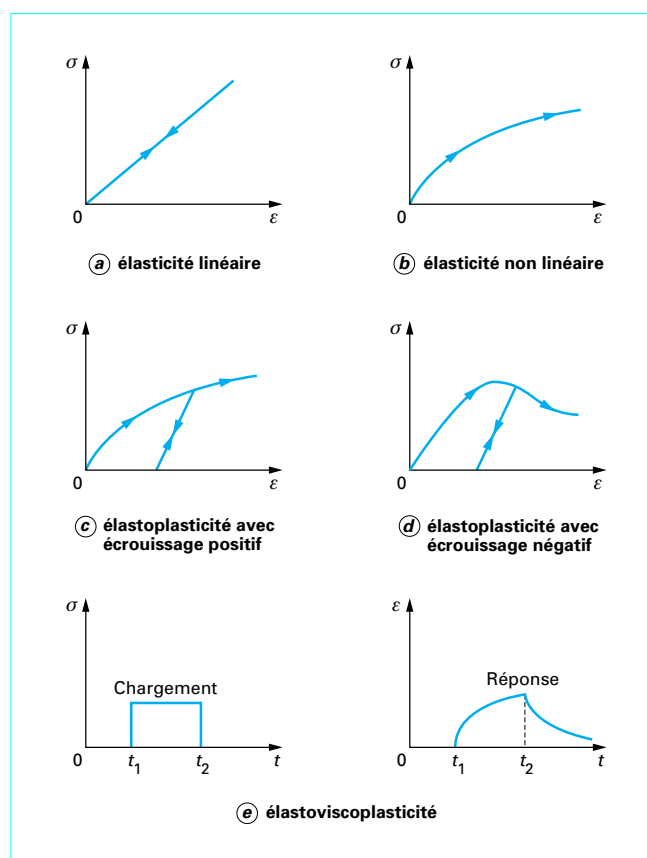 σ
0
ε
a élasticité linéaire
σ
0
ε
b élasticité non linéaire
σ
0
ε
c élastoplasticité avec
écrouissage positif
σ
0
ε
d élastoplasticité avec
écrouissage négatif
σ
Chargement
0
t1
t2
t
ε
Réponse
0
t1
t2
t
e élastoviscoplasticité